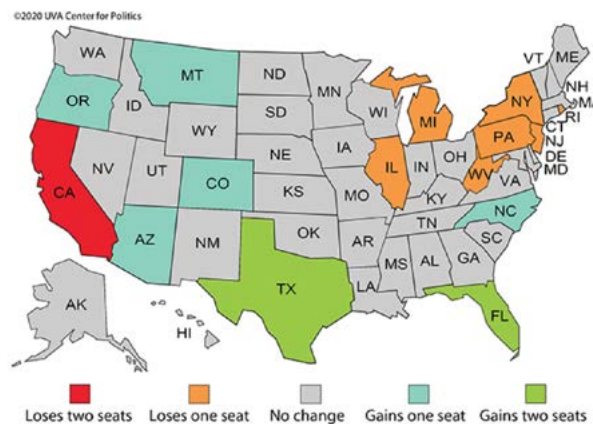 ©2020 UVA Center for Politics
WA
MT
ND
MN
VT
ME
OR
ID
SD
WI
NH
NY
MA
WY
MI
RI
CT
NE
IA
PA
NJ
NV
UT
OH
DE
IL
IN
MD
CA
CO
WV
VA
KS
MO
KY
NC
TN
AZ
NM
OK
AR
SC
MS
AL
GA
TX
LA
AK
FL
HI
Loses two seats
Loses one seat
No change
Gains one seat
Gains two seats